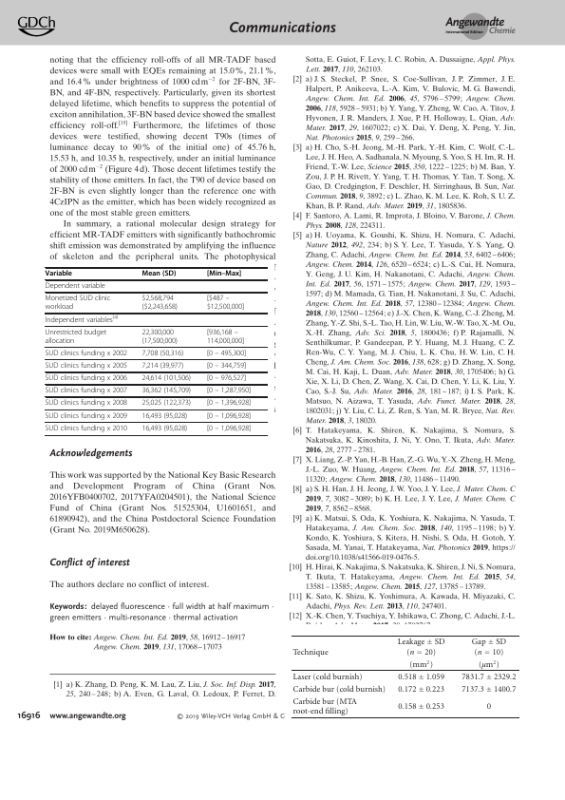 GDCh
Communications
Angewandte
International Edition Chemie
noting that the efficiency roll-offs of all MR-TADF based
devices were small with EQEs remaining at 15.0%, 21.1%,
and 16.4% under brightness of 1000 cd m−2 for 2F-BN, 3F-
BN, and 4F-BN, respectively. Particularly, given its shortest
delayed lifetime, which benefits to suppress the potential of
exciton annihilation, 3F-BN based device showed the smallest
efficiency roll-off.[19] Furthermore, the lifetimes of those
devices were testified, showing decent T90s (times of
luminance decay to 90% of the initial one) of 45.76 h,
15.53 h, and 10.35 h, respectively, under an initial luminance
of 2000 cd m−2 (Figure 4d). Those decent lifetimes testify the
stability of those emitters. In fact, the T90 of device based on
2F-BN is even slightly longer than the reference one with
4CzIPN as the emitter, which has been widely recognized as
one of the most stable green emitters.
In summary, a rational molecular design strategy for
efficient MR-TADF emitters with significantly bathochromic
shift emission was demonstrated by amplifying the influence
of skeleton and the peripheral units. The photophysical
Variable Mean (SD) [Min–Max]
Dependent variable
Monetized SUD clinic workload $2,568,794 ($2,243,658) [$487 – $12,500,000]
Independent variables
Unrestricted budget allocation 22,300,000 (17,500,000) [936,168 – 114,000,000]
SUD clinics funding x 2002 7,708 (50,316) [0 – 495,300]
SUD clinics funding x 2005 7,214 (39,977) [0 – 344,759]
SUD clinics funding x 2006 24,614 (101,506) [0 – 976,527]
SUD clinics funding x 2007 36,362 (145,709) [0 – 1,287,950]
SUD clinics funding x 2008 25,025 (122,373) [0 – 1,396,928]
SUD clinics funding x 2009 16,493 (95,028) [0 – 1,096,928]
SUD clinics funding x 2010 16,493 (95,028) [0 – 1,096,928]
Acknowledgements
This work was supported by the National Key Basic Research
and Development Program of China (Grant Nos.
2016YFB0400702, 2017YFA0204501), the National Science
Fund of China (Grant Nos. 51525304, U1601651, and
61890942), and the China Postdoctoral Science Foundation
(Grant No. 2019M650628).
Conflict of interest
The authors declare no conflict of interest.
Keywords: delayed fluorescence · full width at half maximum ·
green emitters · multi-resonance · thermal activation
How to cite: Angew. Chem. Int. Ed. 2019, 58, 16912–16917
Angew. Chem. 2019, 131, 17068–17073
[1] a) K. Zhang, D. Peng, K. M. Lau, Z. Liu, J. Soc. Inf. Disp. 2017,
25, 240–248; b) A. Even, G. Laval, O. Ledoux, P. Ferret, D.
Sotta, E. Guiot, F. Levy, I. C. Robin, A. Dussaigne, Appl. Phys.
Lett. 2017, 110, 262103.
[2] a) J. S. Steckel, P. Snee, S. Coe-Sullivan, J. P. Zimmer, J. E.
Halpert, P. Anikeeva, L.-A. Kim, V. Bulovic, M. G. Bawendi,
Angew. Chem. Int. Ed. 2006, 45, 5796–5799; Angew. Chem.
2006, 118, 5928–5931; b) Y. Yang, Z. Zheng, W. Cao, A. Titov, J.
Hyvonen, J. R. Manders, J. Xue, P. H. Holloway, L. Qian, Adv.
Mater. 2017, 29, 1607022; c) X. Dai, Y. Deng, X. Peng, Y. Jin,
Nat. Photonics 2015, 9, 259–266.
[3] a) H. Cho, S.-H. Jeong, M.-H. Park, Y.-H. Kim, C. Wolf, C.-L.
Lee, J. H. Heo, A. Sadhanala, N. Myoung, S. Yoo, S. H. Im, R. H.
Friend, T.-W. Lee, Science 2015, 350, 1222–1225; b) M. Ban, Y.
Zou, J. P. H. Rivett, Y. Yang, T. H. Thomas, Y. Tan, T. Song, X.
Gao, D. Credgington, F. Deschler, H. Sirringhaus, B. Sun, Nat.
Commun. 2018, 9, 3892; c) L. Zhao, K. M. Lee, K. Roh, S. U. Z.
Khan, B. P. Rand, Adv. Mater. 2019, 31, 1805836.
[4] F. Santoro, A. Lami, R. Improta, J. Bloino, V. Barone, J. Chem.
Phys. 2008, 128, 224311.
[5] a) H. Uoyama, K. Goushi, K. Shizu, H. Nomura, C. Adachi,
Nature 2012, 492, 234; b) S. Y. Lee, T. Yasuda, Y. S. Yang, Q.
Zhang, C. Adachi, Angew. Chem. Int. Ed. 2014, 53, 6402–6406;
Angew. Chem. 2014, 126, 6520–6524; c) L.-S. Cui, H. Nomura,
Y. Geng, J. U. Kim, H. Nakanotani, C. Adachi, Angew. Chem.
Int. Ed. 2017, 56, 1571–1575; Angew. Chem. 2017, 129, 1593–
1597; d) M. Mamada, G. Tian, H. Nakanotani, J. Su, C. Adachi,
Angew. Chem. Int. Ed. 2018, 57, 12380–12384; Angew. Chem.
2018, 130, 12560–12564; e) J.-X. Chen, K. Wang, C.-J. Zheng, M.
Zhang, Y.-Z. Shi, S.-L. Tao, H. Lin, W. Liu, W.-W. Tao, X.-M. Ou,
X.-H. Zhang, Adv. Sci. 2018, 5, 1800436; f) P. Rajamalli, N.
Senthilkumar, P. Gandeepan, P. Y. Huang, M. J. Huang, C. Z.
Ren-Wu, C. Y. Yang, M. J. Chiu, L. K. Chu, H. W. Lin, C. H.
Cheng, J. Am. Chem. Soc. 2016, 138, 628; g) D. Zhang, X. Song,
M. Cai, H. Kaji, L. Duan, Adv. Mater. 2018, 30, 1705406; h) G.
Xie, X. Li, D. Chen, Z. Wang, X. Cai, D. Chen, Y. Li, K. Liu, Y.
Cao, S.-J. Su, Adv. Mater. 2016, 28, 181–187; i) I. S. Park, K.
Matsuo, N. Aizawa, T. Yasuda, Adv. Funct. Mater. 2018, 28,
1802031; j) Y. Liu, C. Li, Z. Ren, S. Yan, M. R. Bryce, Nat. Rev.
Mater. 2018, 3, 18020.
[6] T. Hatakeyama, K. Shiren, K. Nakajima, S. Nomura, S.
Nakatsuka, K. Kinoshita, J. Ni, Y. Ono, T. Ikuta, Adv. Mater.
2016, 28, 2777–2781.
[7] X. Liang, Z.-P. Yan, H.-B. Han, Z.-G. Wu, Y.-X. Zheng, H. Meng,
J.-L. Zuo, W. Huang, Angew. Chem. Int. Ed. 2018, 57, 11316–
11320; Angew. Chem. 2018, 130, 11486–11490.
[8] a) S. H. Han, J. H. Jeong, J. W. Yoo, J. Y. Lee, J. Mater. Chem. C
2019, 7, 3082–3089; b) K. H. Lee, J. Y. Lee, J. Mater. Chem. C
2019, 7, 8562–8568.
[9] a) K. Matsui, S. Oda, K. Yoshiura, K. Nakajima, N. Yasuda, T.
Hatakeyama, J. Am. Chem. Soc. 2018, 140, 1195–1198; b) Y.
Kondo, K. Yoshiura, S. Kitera, H. Nishi, S. Oda, H. Gotoh, Y.
Sasada, M. Yanai, T. Hatakeyama, Nat. Photonics 2019, https://
doi.org/10.1038/s41566-019-0476-5.
[10] H. Hirai, K. Nakajima, S. Nakatsuka, K. Shiren, J. Ni, S. Nomura,
T. Ikuta, T. Hatakeyama, Angew. Chem. Int. Ed. 2015, 54,
13581–13585; Angew. Chem. 2015, 127, 13785–13789.
[11] K. Sato, K. Shizu, K. Yoshimura, A. Kawada, H. Miyazaki, C.
Adachi, Phys. Rev. Lett. 2013, 110, 247401.
[12] X.-K. Chen, Y. Tsuchiya, Y. Ishikawa, C. Zhong, C. Adachi, J.-L.
Technique Leakage ± SD (n = 20) (mm2) Gap ± SD (n = 10) (μm2)
Laser (cold burnish) 0.518 ± 1.059 7831.7 ± 2329.2
Carbide bur (cold burnish) 0.172 ± 0.223 7137.3 ± 1400.7
Carbide bur (MTA root-end filling) 0.158 ± 0.253 0
16916 www.angewandte.org © 2019 Wiley-VCH Verlag GmbH & C